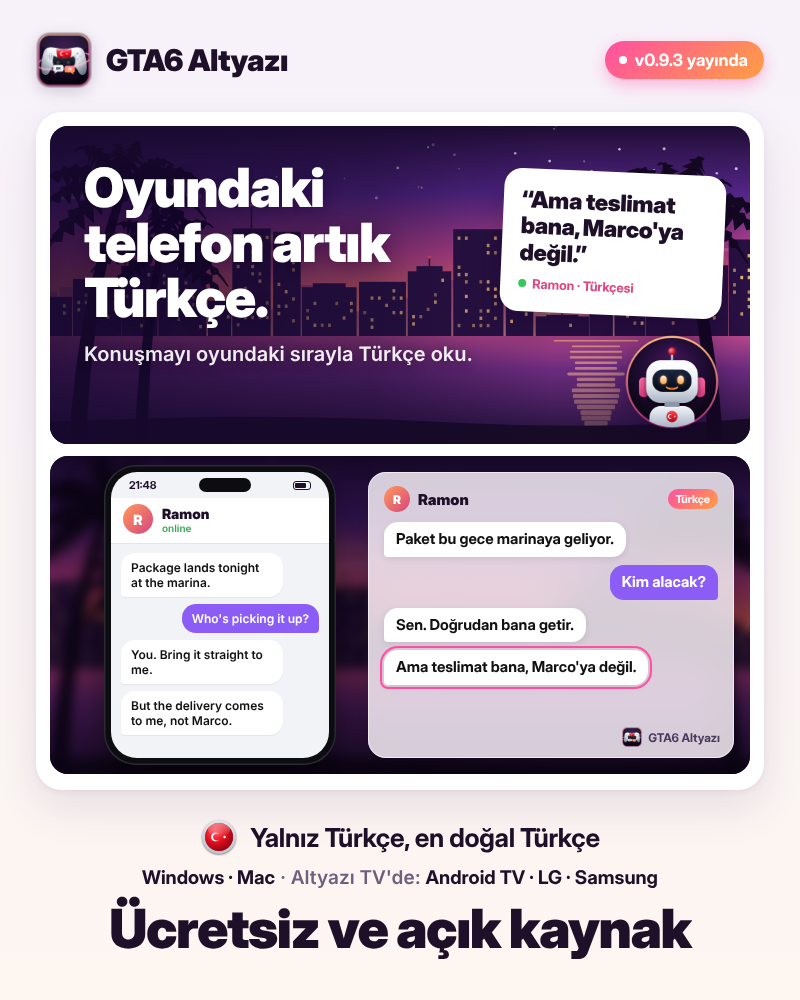 GTA6 Altyazı
v0.9.3 yayında
Oyundaki
telefon artık
Türkçe.
Konuşmayı oyundaki sırayla Türkçe oku.
“Ama teslimat
bana, Marco'ya
değil.”
Ramon · Türkçesi
21:48
R
Ramon
online
Package lands tonight
at the marina.
Who's picking it up?
You. Bring it straight to
me.
But the delivery comes
to me, not Marco.
R
Ramon
Türkçe
Paket bu gece marinaya geliyor.
Kim alacak?
Sen. Doğrudan bana getir.
Ama teslimat bana, Marco'ya değil.
GTA6 Altyazı
Yalnız Türkçe, en doğal Türkçe
Windows · Mac · Altyazı TV'de: Android TV · LG · Samsung
Ücretsiz ve açık kaynak